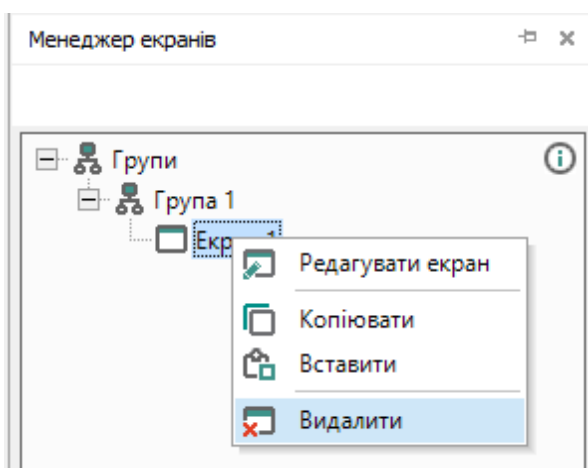 Менеджер екранів
Групи
Група 1
Редагувати екран
Копіювати
Вставити
Видалити